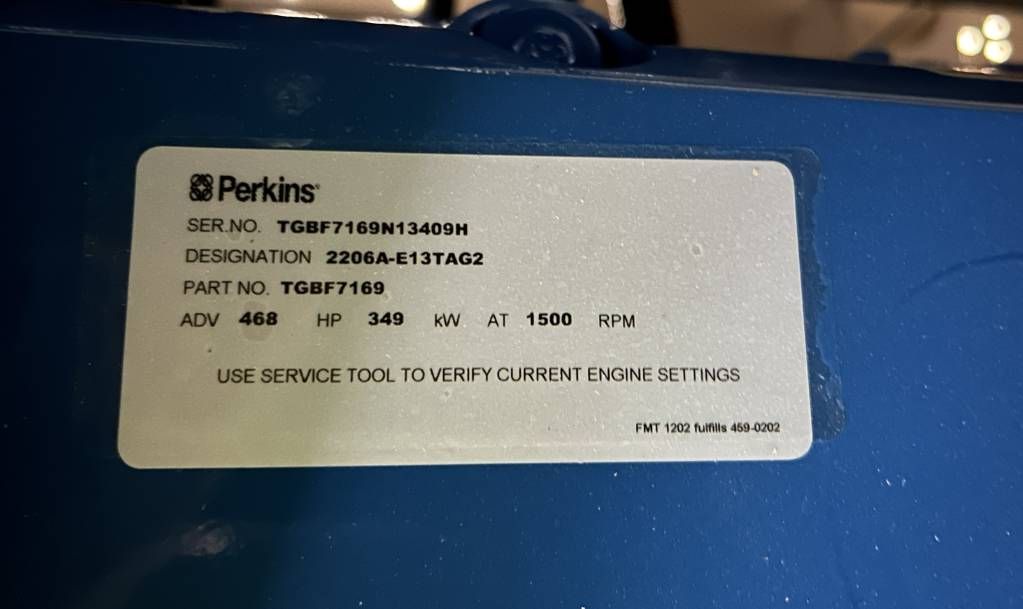 Perkins
SER.NO. TGBF7169N13409H
DESIGNATION 2206A-E13TAG2
PART NO. TGBF7169
ADV 468 HP 349 kW AT 1500 RPM
USE SERVICE TOOL TO VERIFY CURRENT ENGINE SETTINGS
FMT 1202 fulfills 459-0202